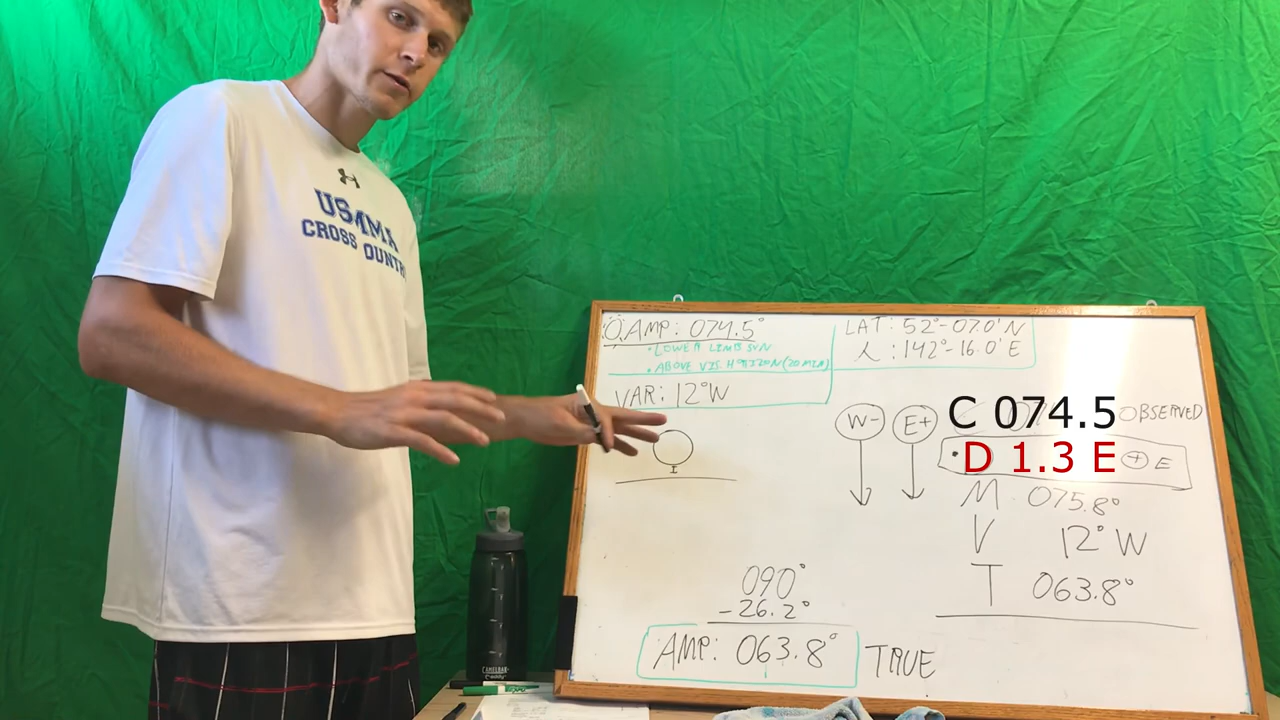 USMMA
CROSS COUNTRY
AMP: 074.5°
• LOWER LIMB SUN
• ABOVE VIS. HORIZON (20 MIN)
VAR: 12°W
LAT: 52°-07.0'N
λ: 142°-16.0'E
W- E+
C 074.5 OBSERVED
D 1.3 E + E
M 075.8°
V 12° W
T 063.8°
090°
-26.2°
AMP: 063.8° TRUE
CAMELBAK